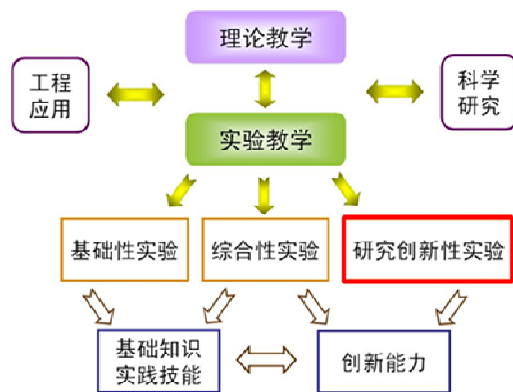 理论教学
工程
应用
科学
研究
实验教学
基础性实验
综合性实验
研究创新性实验
基础知识
实践技能
创新能力